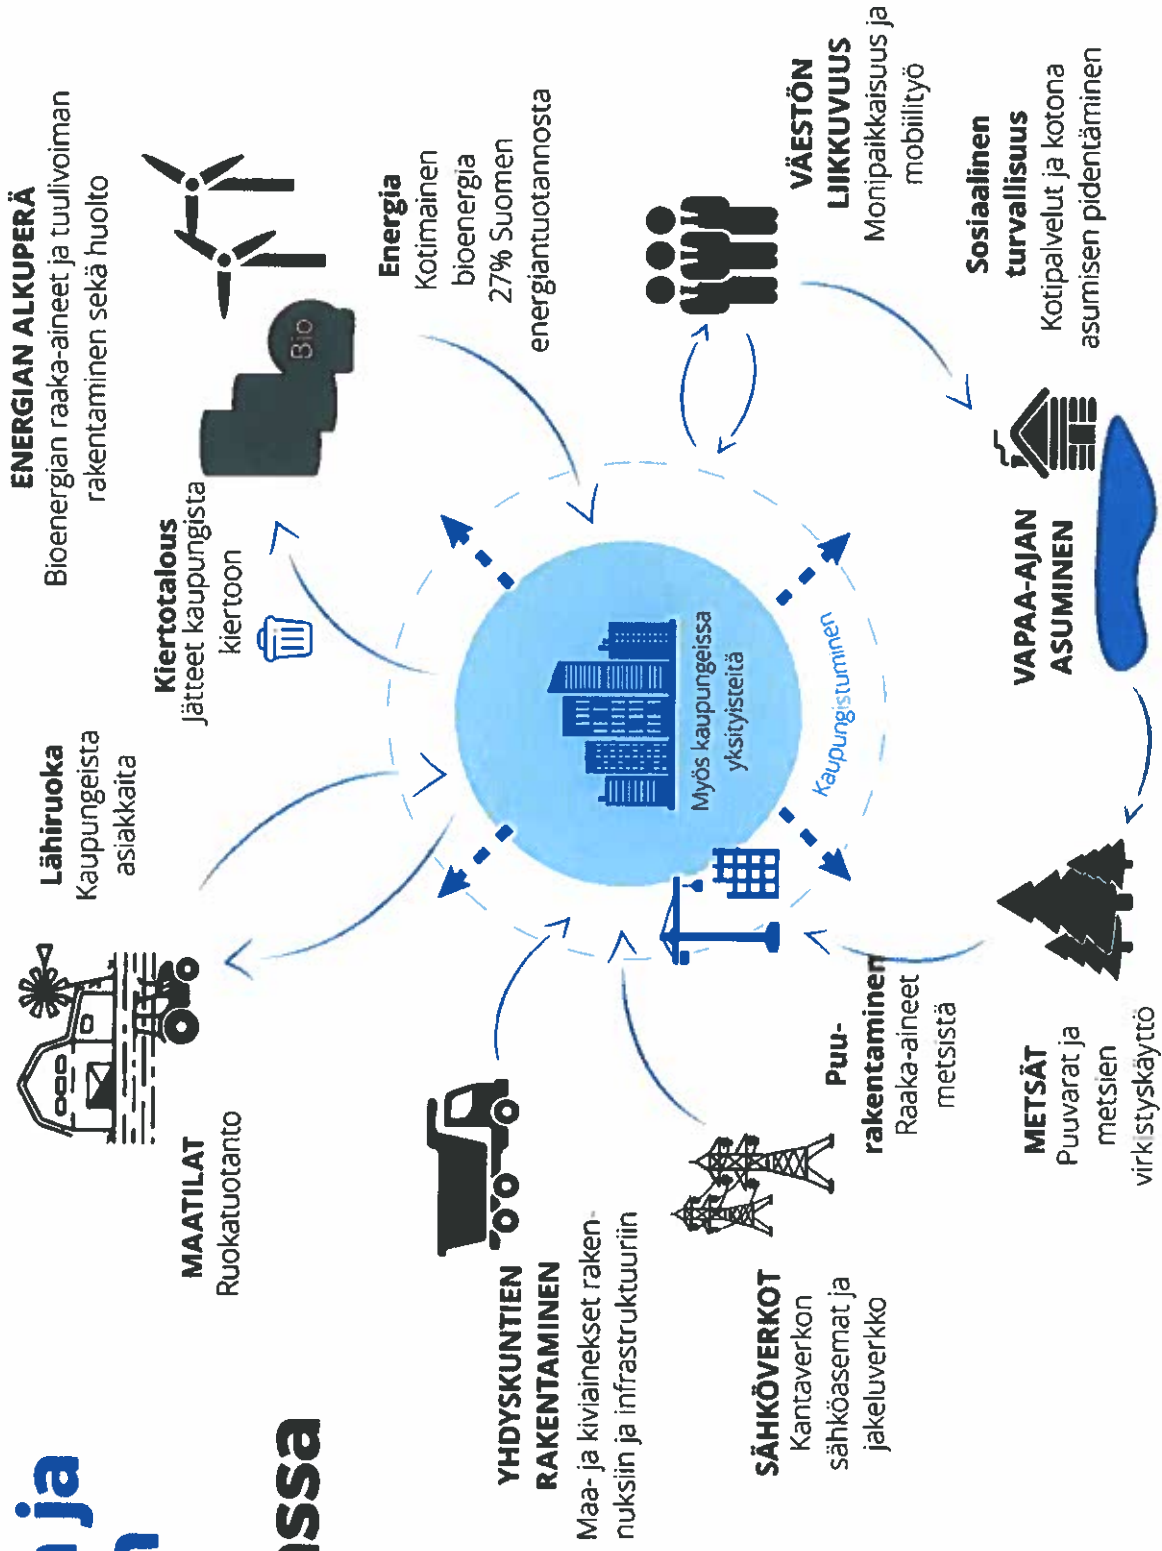 n ja
ssa
MAATILAT
Ruokatuotanto
Lähiruoka
Kaupungeista
asiakkaita
Kiertotalous
Jätteet kaupungista
kiertoon
ENERGIAN ALKUPERÄ
Bioenergian raaka-aineet ja tuulivoiman
rakentaminen sekä huolto
Bio
Energia
Kotimainen
bioenergia
27% Suomen
energiantuotannosta
YHDYSKUNTIEN
RAKENTAMINEN
Maa- ja kiviainekset raken-
nuksiin ja infrastruktuuriin
Myös kaupungeissa
yksityisteitä
Kaupungistuminen
VÄESTÖN
LIIKKUVUUS
Monipaikkaisuus ja
mobiilityö
SÄHKÖVERKOT
Kantaverkon
sähköasemat ja
jakeluverkko
Puu-
rakentaminen
Raaka-aineet
metsistä
Sosiaalinen
turvallisuus
Kotipalvelut ja kotona
asumisen pidentäminen
METSÄT
Puuvarat ja
metsien
virkistyskäyttö
VAPAA-AJAN
ASUMINEN